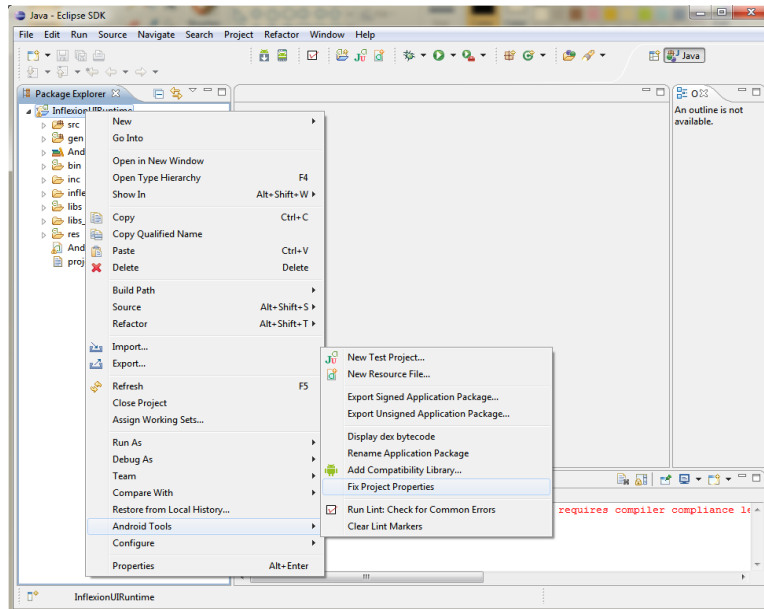 Java - Eclipse SDK
File Edit Run Source Navigate Search Project Refactor Window Help
Java
Package Explorer
InflexionUIRuntime
src
gen
And
bin
inc
infle
libs
libs_
res
And
proj
An outline is not
available.
New
Go Into
Open in New Window
Open Type Hierarchy F4
Show In Alt+Shift+W
Copy Ctrl+C
Copy Qualified Name
Paste Ctrl+V
Delete Delete
Build Path
Source Alt+Shift+S
Refactor Alt+Shift+T
Import...
Export...
Refresh F5
Close Project
Assign Working Sets...
Run As
Debug As
Team
Compare With
Restore from Local History...
Android Tools
Configure
Properties Alt+Enter
New Test Project...
New Resource File...
Export Signed Application Package...
Export Unsigned Application Package...
Display dex bytecode
Rename Application Package
Add Compatibility Library...
Fix Project Properties
Run Lint: Check for Common Errors
Clear Lint Markers
requires compiler compliance le
InflexionUIRuntime